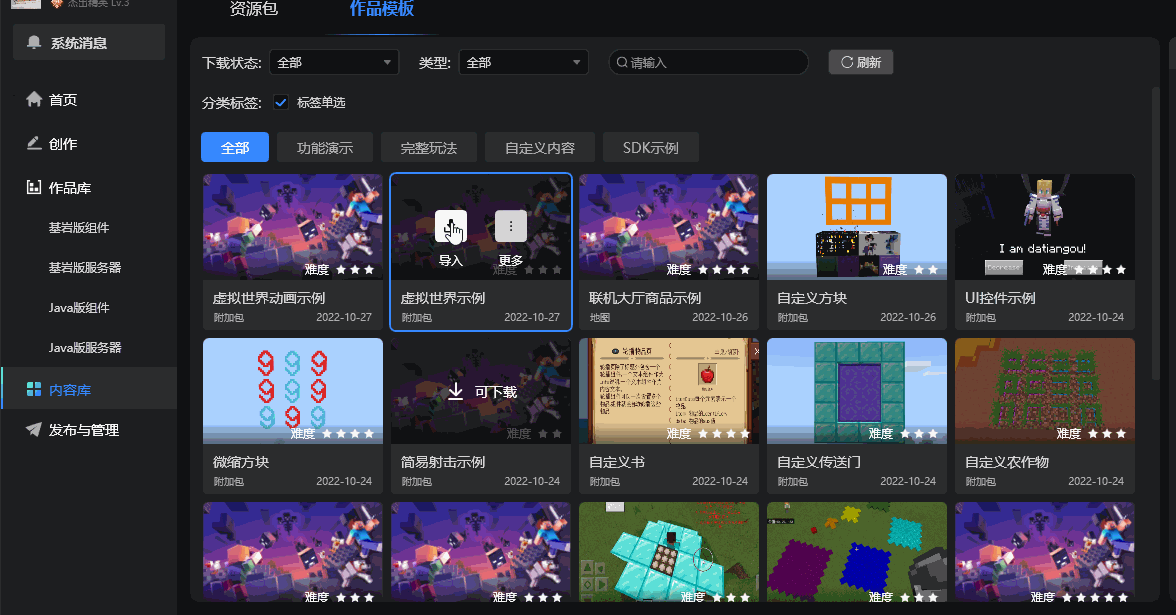 杰出精英 Lv.3
资源包
作品模板
系统消息
下载状态: 全部
类型: 全部
请输入
刷新
分类标签: 标签单选
首页
创作
作品库
基岩版组件
基岩版服务器
Java版组件
Java版服务器
内容库
发布与管理
全部
功能演示
完整玩法
自定义内容
SDK示例
难度
虚拟世界动画示例
附加包 2022-10-27
导入
更多
难度
虚拟世界示例
附加包 2022-10-27
难度
联机大厅商品示例
地图 2022-10-26
难度
自定义方块
附加包 2022-10-26
I am datiangou!
Decrease
难度
UI控件示例
附加包 2022-10-24
难度
微缩方块
附加包 2022-10-24
可下载
难度
简易射击示例
附加包 2022-10-24
难度
自定义书
附加包 2022-10-24
难度
自定义传送门
附加包 2022-10-24
难度
自定义农作物
附加包 2022-10-24
难度
难度
难度
难度
难度